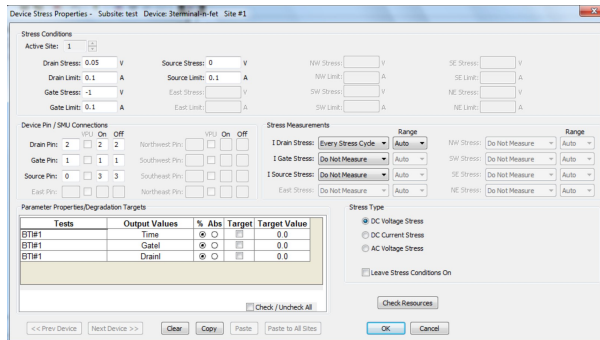 Device Stress Properties - Subsite: test Device: 3terminal-n-fet Site #1
Stress Conditions
Active Site: 1
Drain Stress: 0.05 V Source Stress: 0 V NW Stress: V SE Stress: V
Drain Limit: 0.1 A Source Limit: 0.1 A NW Limit: A SE Limit: A
Gate Stress: -1 V East Stress: V SW Stress: V NE Stress: V
Gate Limit: 0.1 A East Limit: A SW Limit: A NE Limit: A
Device Pin / SMU Connections
VPU On Off VPU On Off
Drain Pin: 2 2 2 Northwest Pin:
Gate Pin: 1 1 1 Southwest Pin:
Source Pin: 0 3 3 Southeast Pin:
East Pin: Northeast Pin:
Stress Measurements
Range Range
I Drain Stress: Every Stress Cycle Auto NW Stress: Do Not Measure Auto
I Gate Stress: Do Not Measure Auto SW Stress: Do Not Measure Auto
I Source Stress: Do Not Measure Auto SE Stress: Do Not Measure Auto
East Stress: Do Not Measure Auto NE Stress: Do Not Measure Auto
Parameter Properties/Degradation Targets
Tests Output Values % Abs Target Target Value
BTI#1 Time 0.0
BTI#1 GateI 0.0
BTI#1 DrainI 0.0
Check / Uncheck All
Stress Type
DC Voltage Stress
DC Current Stress
AC Voltage Stress
Leave Stress Conditions On
Check Resources
<< Prev Device Next Device >> Clear Copy Paste Paste to All Sites OK Cancel